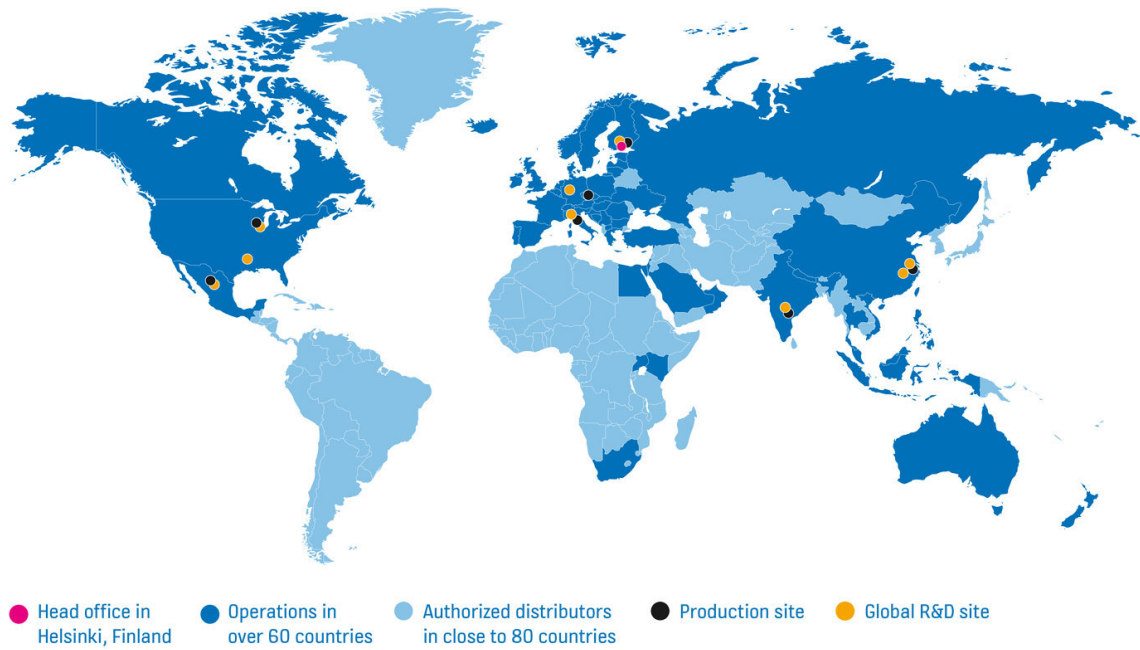 Head office in
Helsinki, Finland
Operations in
over 60 countries
Authorized distributors
in close to 80 countries
Production site
Global R&D site